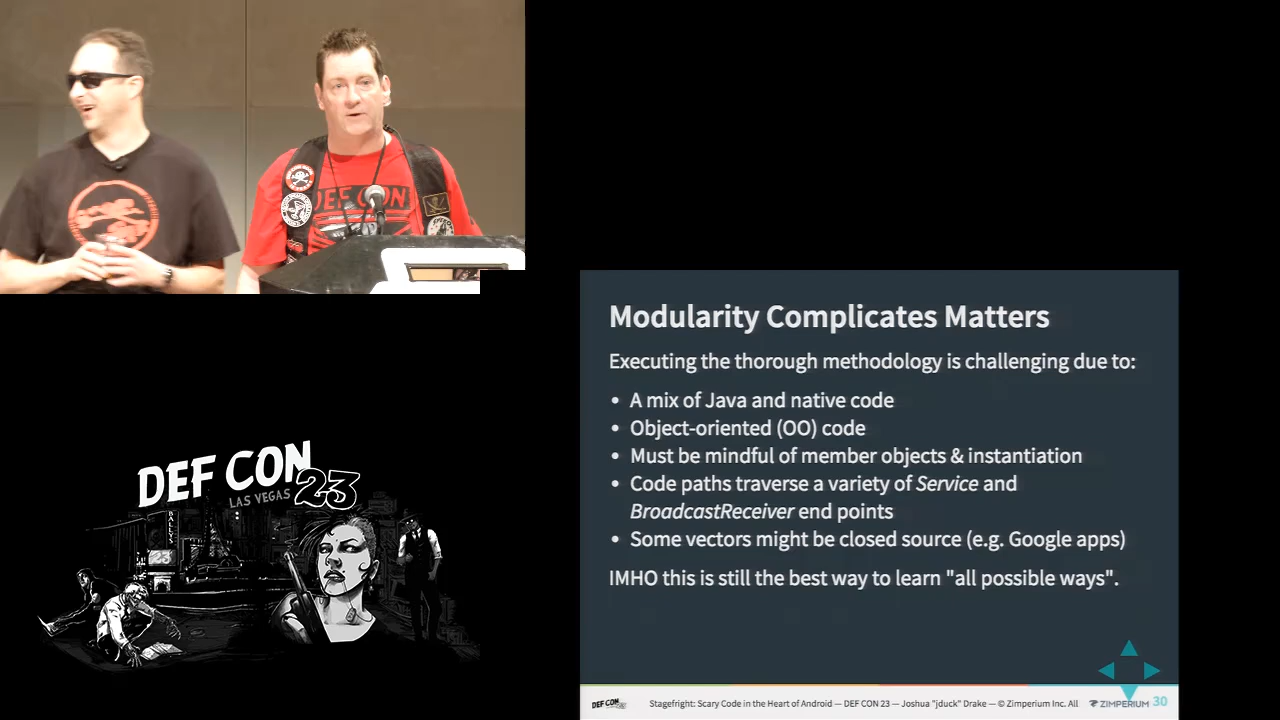 DEF CON
Modularity Complicates Matters
Executing the thorough methodology is challenging due to:
• A mix of Java and native code
• Object-oriented (OO) code
• Must be mindful of member objects & instantiation
• Code paths traverse a variety of Service and
BroadcastReceiver end points
• Some vectors might be closed source (e.g. Google apps)
IMHO this is still the best way to learn "all possible ways".
DEF CON 23
LAS VEGAS
BALLYS
23
DEF CON
Stagefright: Scary Code in the Heart of Android — DEF CON 23 — Joshua "jduck" Drake — © Zimperium Inc. All
ZIMPERIUM 30